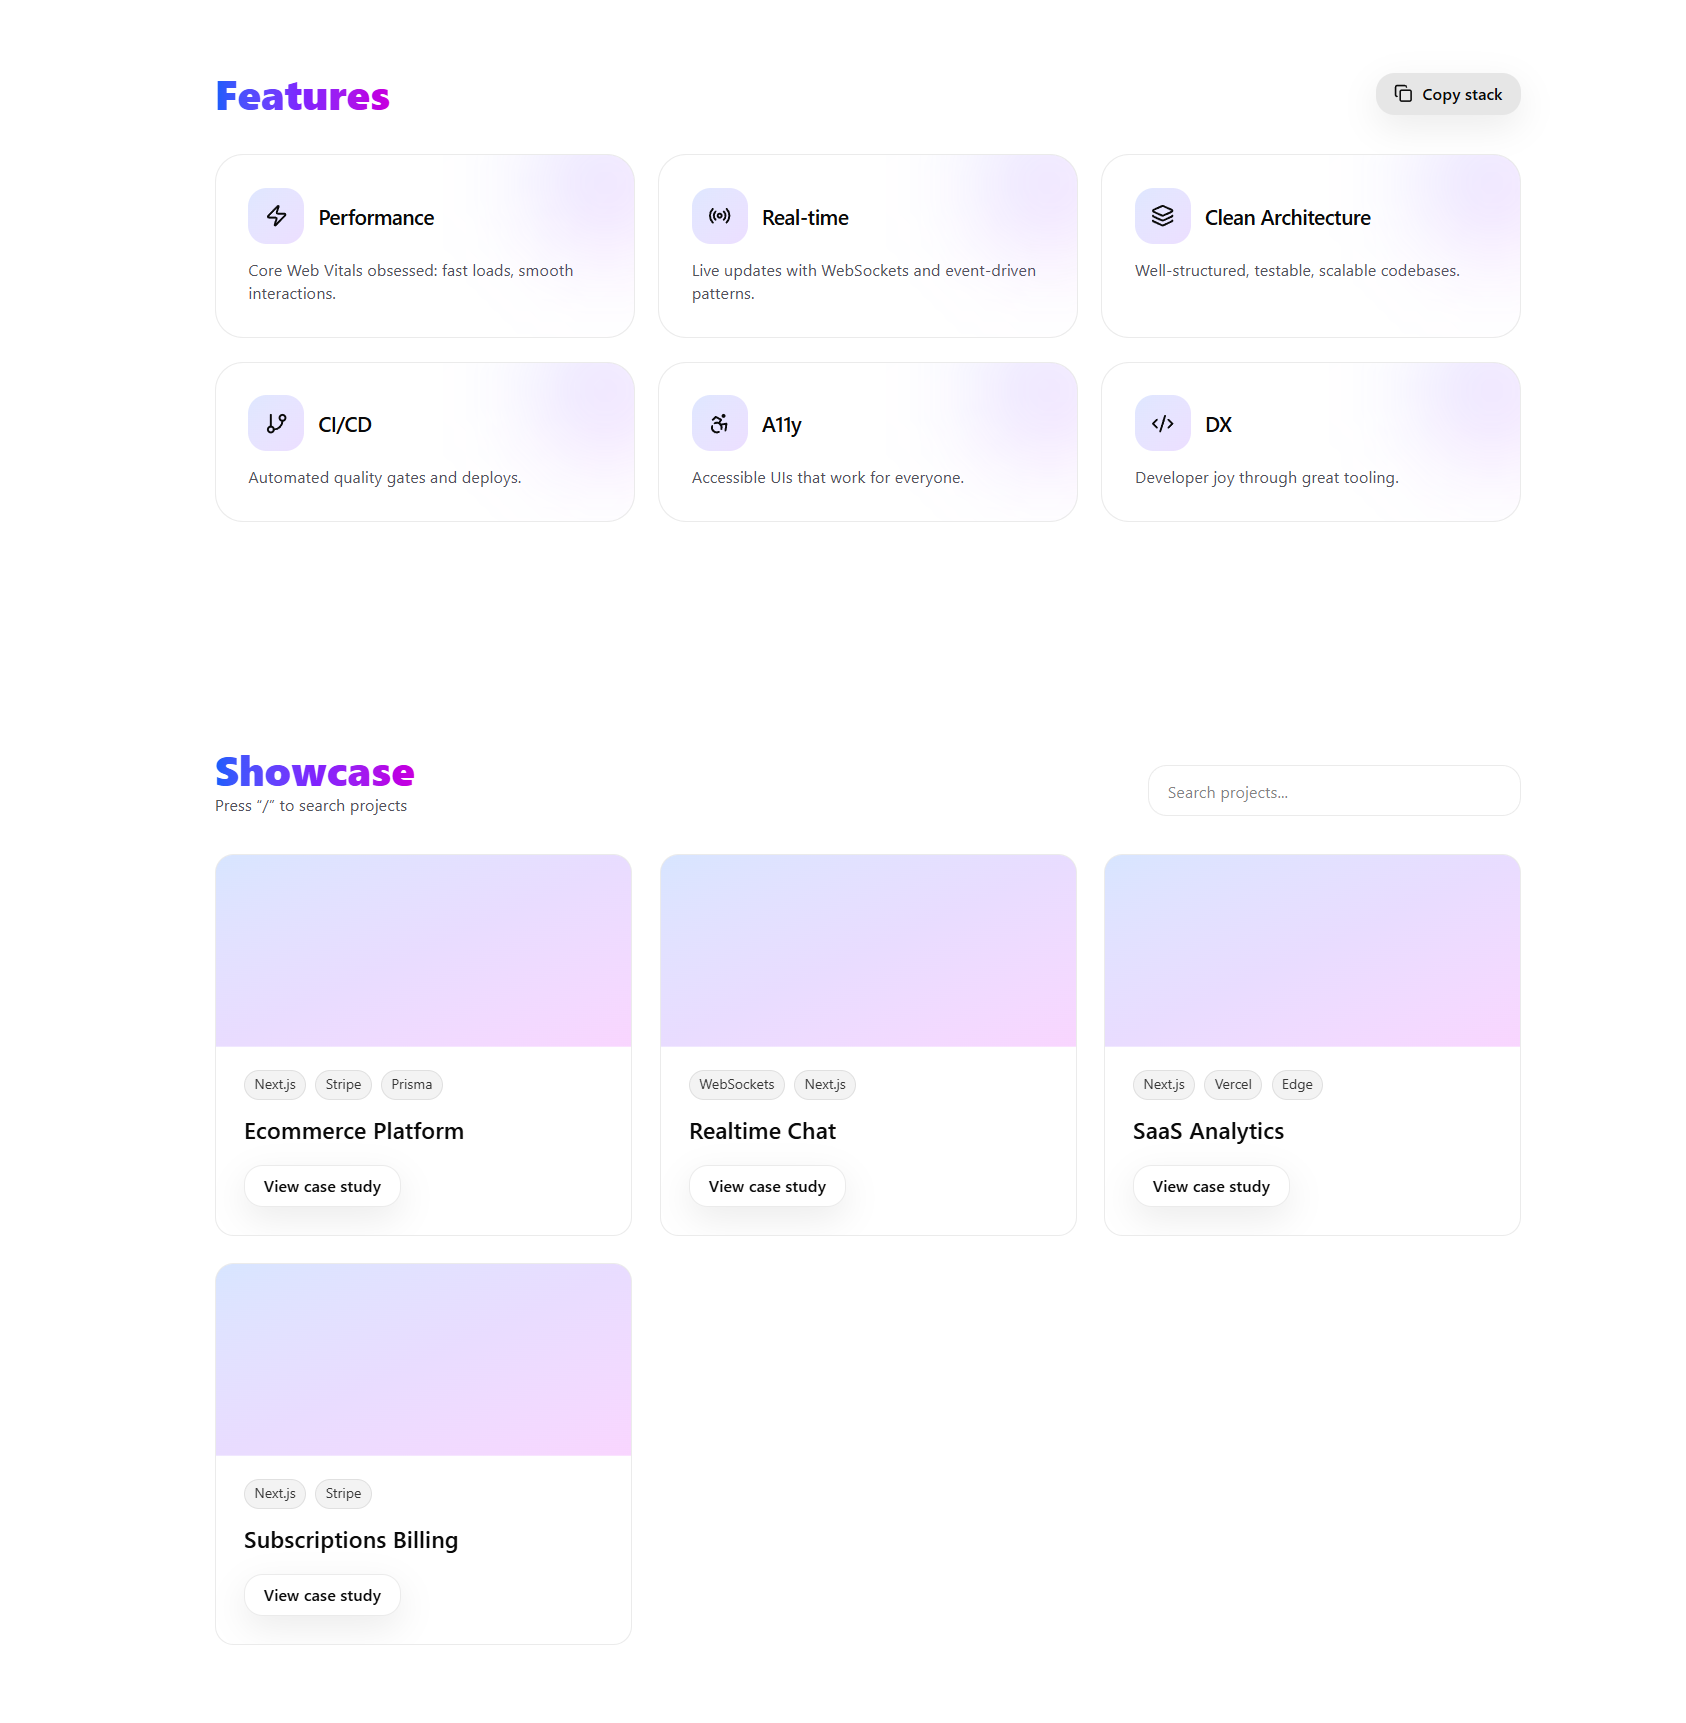 Features
Copy stack
Performance
Core Web Vitals obsessed: fast loads, smooth
interactions.
Real-time
Live updates with WebSockets and event-driven
patterns.
Clean Architecture
Well-structured, testable, scalable codebases.
CI/CD
Automated quality gates and deploys.
A11y
Accessible UIs that work for everyone.
DX
Developer joy through great tooling.
Showcase
Press “/” to search projects
Search projects...
Next.js Stripe Prisma
Ecommerce Platform
View case study
WebSockets Next.js
Realtime Chat
View case study
Next.js Vercel Edge
SaaS Analytics
View case study
Next.js Stripe
Subscriptions Billing
View case study